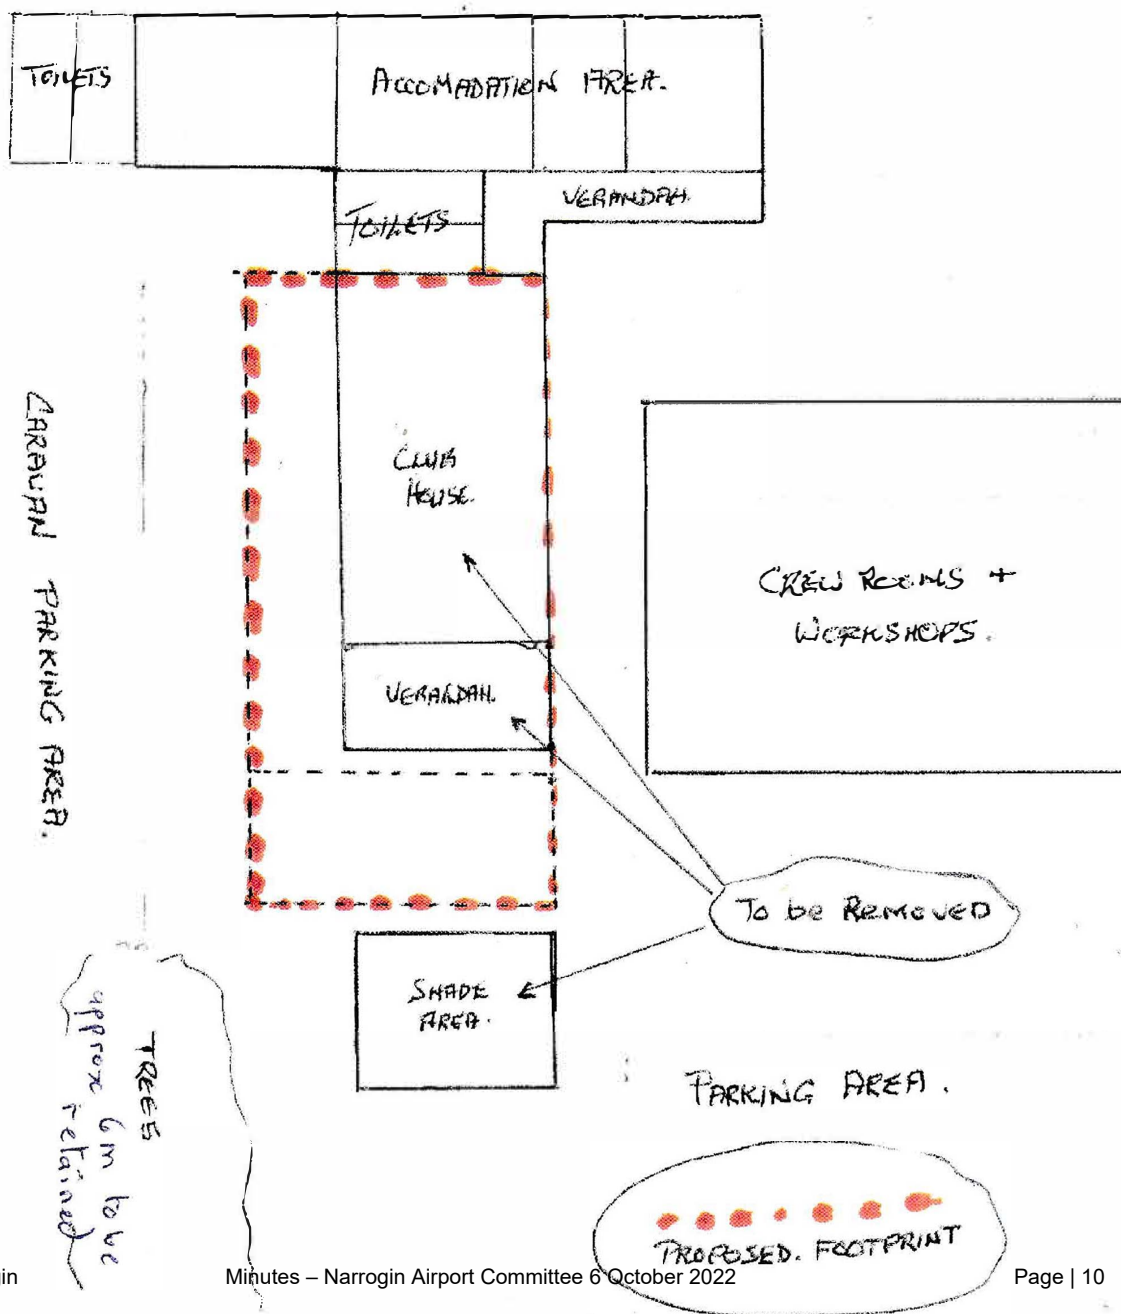 TOILETS
ACCOMADATION AREA.
VERANDAH.
TOILETS
CLUB
HOUSE.
CARAVAN PARKING AREA.
CREW ROOMS +
WORKSHOPS.
VERANDAH.
To be REMOVED
SHADE
AREA.
TREES
approx 6m to be
retained
PARKING AREA.
PROPOSED. FOOTPRINT
in
Minutes – Narrogin Airport Committee 6 October 2022
Page | 10